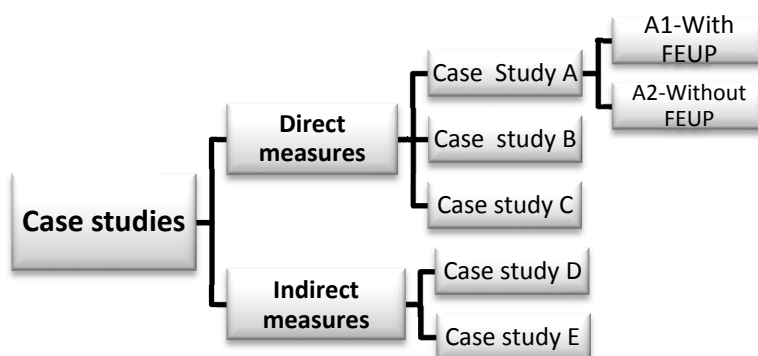 Case studies
Direct
measures
Case  Study A
A1-With
FEUP
A2-Without
FEUP
Case  study B
Case study C
Indirect
measures
Case study D
Case study E